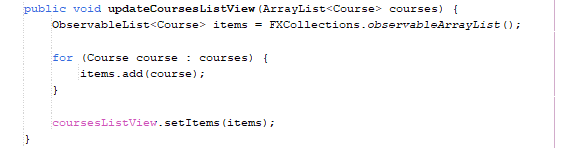 public void updateCoursesListView(ArrayList<Course> courses) {
ObservableList<Course> items = FXCollections.observableArrayList();
for (Course course : courses) {
items.add(course);
}
coursesListView.setItems(items);
}